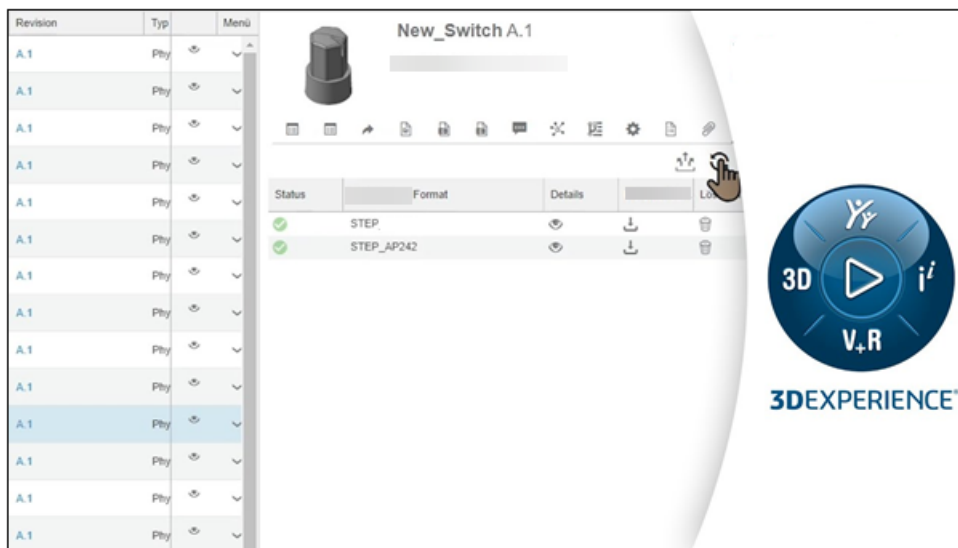 Revision Typ Menü
A.1 Phy
A.1 Phy
A.1 Phy
A.1 Phy
A.1 Phy
A.1 Phy
A.1 Phy
A.1 Phy
A.1 Phy
A.1 Phy
A.1 Phy
A.1 Phy
A.1 Phy
A.1 Phy
New_Switch A.1
Status Format Details
STEP_
STEP_AP242
3D
i i
V+R
3DEXPERIENCE®